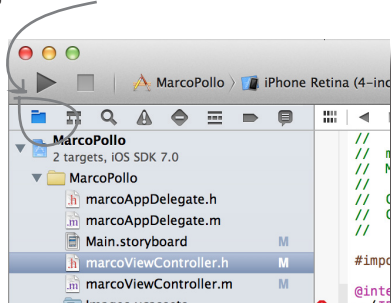 MarcoPollo iPhone Retina (4-inc
MarcoPollo
2 targets, iOS SDK 7.0
MarcoPollo
h marcoAppDelegate.h
m marcoAppDelegate.m
Main.storyboard M
h marcoViewController.h M
m marcoViewController.m M
//
// m
// M
//
// C
// C
//
#impo
@inte